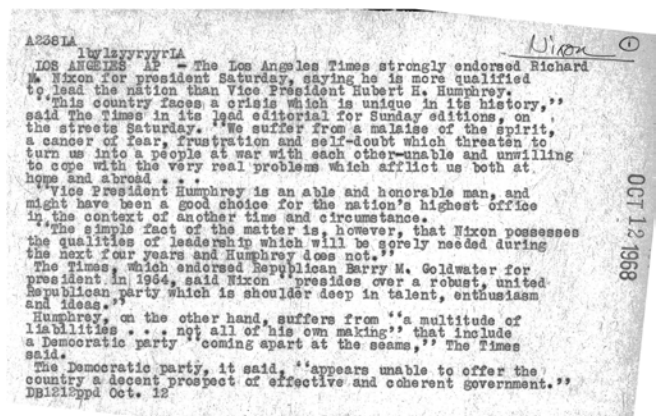 A238LA
Nixon 1
1bylzyyryyrLA
LOS ANGELES AP - The Los Angeles Times strongly endorsed Richard
M. Nixon for president Saturday, saying he is more qualified
to lead the nation than Vice President Hubert H. Humphrey.
''This country faces a crisis which is unique in its history,''
said The Times in its lead editorial for Sunday editions, on
the streets Saturday. ''We suffer from a malaise of the spirit,
a cancer of fear, frustration and self-doubt which threaten to
turn us into a people at war with each other-unable and unwilling
to cope with the very real problems which afflict us both at
home and abroad . . .
''Vice President Humphrey is an able and honorable man, and
might have been a good choice for the nation's highest office
in the context of another time and circumstance.
''The simple fact of the matter is, however, that Nixon possesses
the qualities of leadership which will be sorely needed during
the next four years and Humphrey does not.''
The Times, which endorsed Republican Barry M. Goldwater for
president in 1964, said Nixon ''presides over a robust, united
Republican party which is shoulder deep in talent, enthusiasm
and ideas.''
Humphrey, on the other hand, suffers from ''a multitude of
liabilities . . . not all of his own making'' that include
a Democratic party ''coming apart at the seams,'' The Times
said.
The Democratic party, it said, ''appears unable to offer the
country a decent prospect of effective and coherent government.''
DB1212ppd Oct. 12
OCT 12 1968